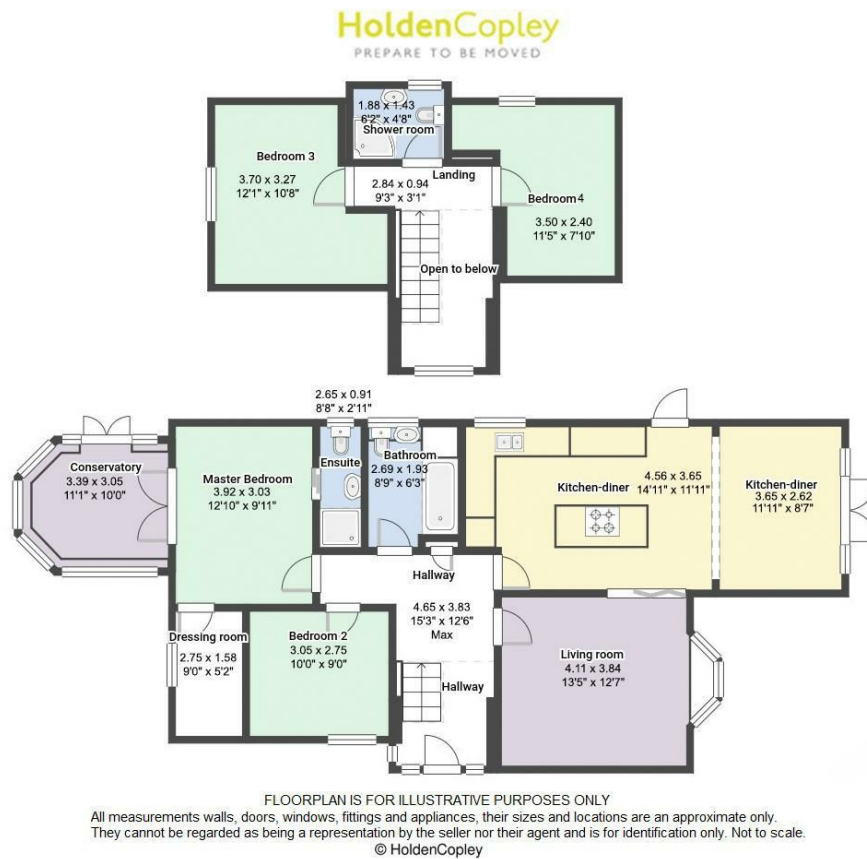 HoldenCopley
PREPARE TO BE MOVED
1.88 x 1.43
6'2" x 4'8"
Shower room
Bedroom 3
3.70 x 3.27
12'1" x 10'8"
Landing
2.84 x 0.94
9'3" x 3'1"
Bedroom 4
3.50 x 2.40
11'5" x 7'10"
Open to below
2.65 x 0.91
8'8" x 2'11"
Conservatory
3.39 x 3.05
11'1" x 10'0"
Master Bedroom
3.92 x 3.03
12'10" x 9'11"
Ensuite
Bathroom
2.69 x 1.93
8'9" x 6'3"
Kitchen-diner
4.56 x 3.65
14'11" x 11'11"
Kitchen-diner
3.65 x 2.62
11'11" x 8'7"
Hallway
4.65 x 3.83
15'3" x 12'6"
Max
Dressing room
2.75 x 1.58
9'0" x 5'2"
Bedroom 2
3.05 x 2.75
10'0" x 9'0"
Hallway
Living room
4.11 x 3.84
13'5" x 12'7"
FLOORPLAN IS FOR ILLUSTRATIVE PURPOSES ONLY
All measurements walls, doors, windows, fittings and appliances, their sizes and locations are an approximate only.
They cannot be regarded as being a representation by the seller nor their agent and is for identification only. Not to scale.
© HoldenCopley